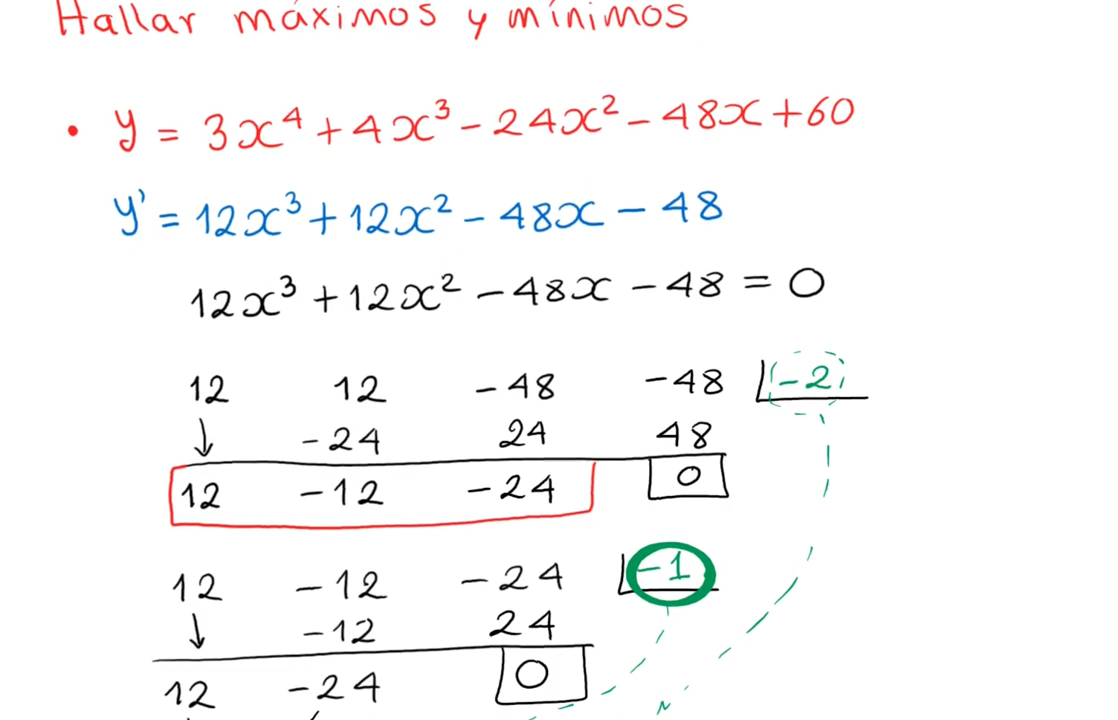 Hallar máximos y mínimos
• y = 3x⁴ + 4x³ - 24x² - 48x + 60
y' = 12x³ + 12x² - 48x - 48
12x³ + 12x² - 48x - 48 = 0
12 12 -48 -48 |-2
↓ -24 24 48
12 -12 -24 0
12 -12 -24 |-1
↓ -12 24
12 -24 0